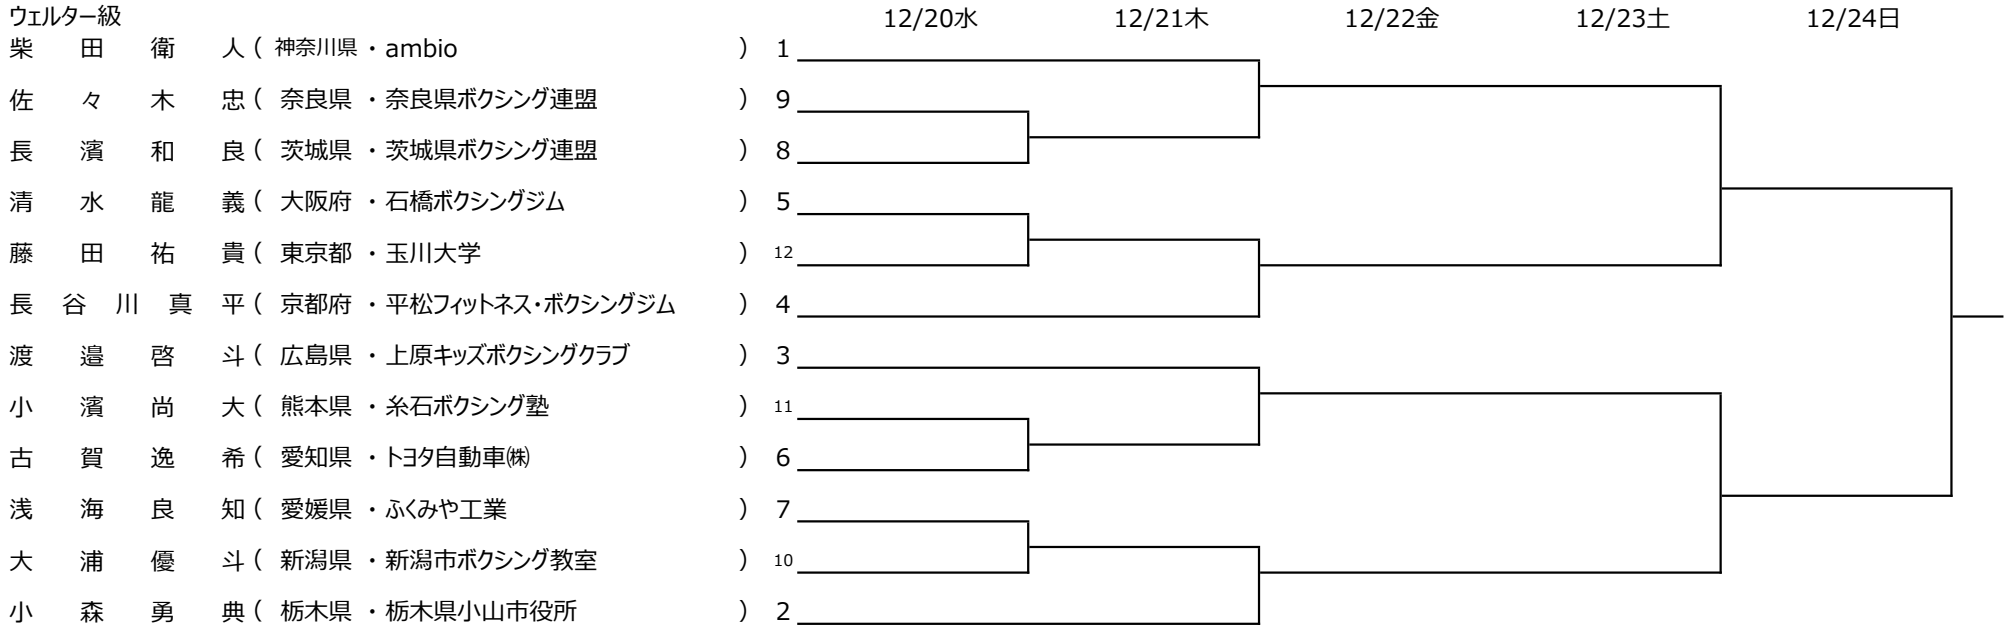 ウェルター級 12/20水 12/21木 12/22金 12/23土 12/24日
柴田衛人 ( 神奈川県 ・ ambio ) 1
佐々木忠 ( 奈良県 ・ 奈良県ボクシング連盟 ) 9
長濱和良 ( 茨城県 ・ 茨城県ボクシング連盟 ) 8
清水龍義 ( 大阪府 ・ 石橋ボクシングジム ) 5
藤田祐貴 ( 東京都 ・ 玉川大学 ) 12
長谷川真平 ( 京都府 ・ 平松フィットネス・ボクシングジム ) 4
渡邉啓斗 ( 広島県 ・ 上原キッズボクシングクラブ ) 3
小濱尚大 ( 熊本県 ・ 糸石ボクシング塾 ) 11
古賀逸希 ( 愛知県 ・ トヨタ自動車㈱ ) 6
浅海良知 ( 愛媛県 ・ ふくみや工業 ) 7
大浦優斗 ( 新潟県 ・ 新潟市ボクシング教室 ) 10
小森勇典 ( 栃木県 ・ 栃木県小山市役所 ) 2